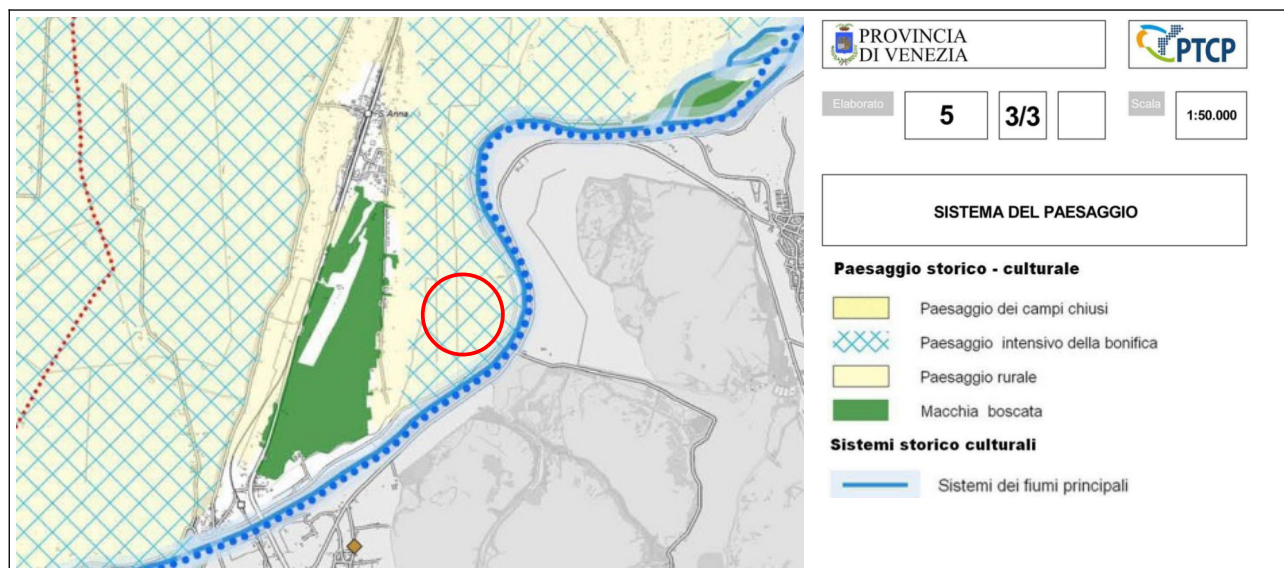 S. Anna
PROVINCIA
DI VENEZIA
PTCP
Elaborato
5
3/3
Scala
1:50.000
SISTEMA DEL PAESAGGIO
Paesaggio storico - culturale
Paesaggio dei campi chiusi
Paesaggio intensivo della bonifica
Paesaggio rurale
Macchia boscata
Sistemi storico culturali
Sistemi dei fiumi principali